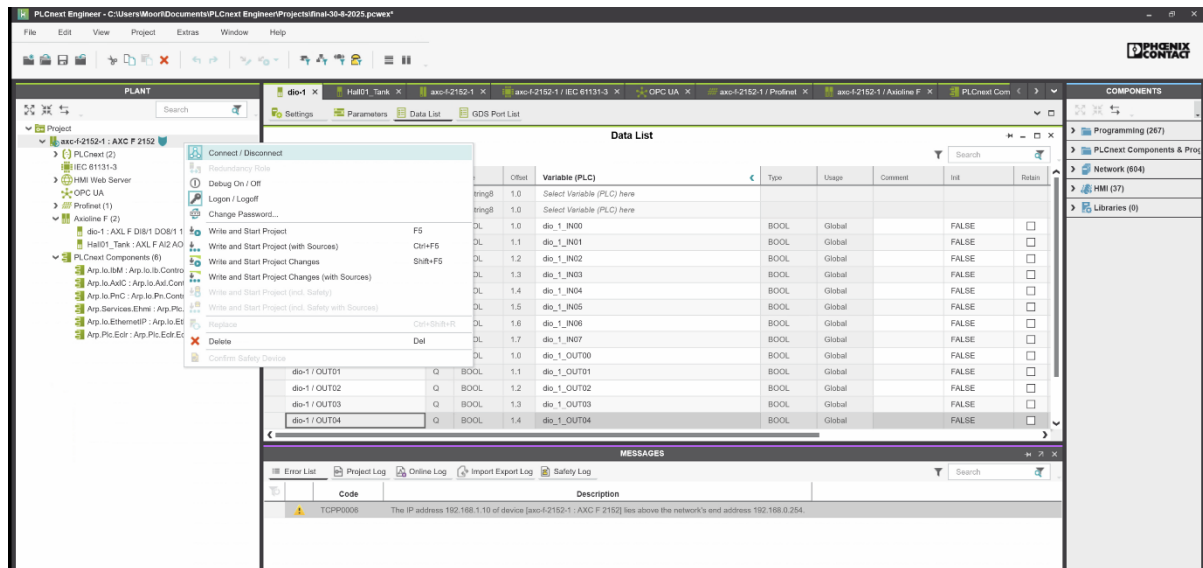 PLCnext Engineer - C:\Users\Moori\Documents\PLCnext Engineer\Projects\final-30-8-2025.pcwex*
File Edit View Project Extras Window Help
PHŒNIX CONTACT
PLANT
Search
Project
axc-f-2152-1 : AXC F 2152
PLCnext (2)
IEC 61131-3
HMI Web Server
OPC UA
Profinet (1)
Axioline F (2)
dio-1 : AXL F DI8/1 DO8/1 1
Hall01_Tank : AXL F AI2 AO
PLCnext Components (6)
Arp.Io.IbM : Arp.Io.Ib.Contro
Arp.Io.AxlC : Arp.Io.Axl.Con
Arp.Io.PnC : Arp.Io.Pn.Cont
Arp.Services.Ehmi : Arp.Plc.
Arp.Io.EthernetIP : Arp.Io.Et
Arp.Plc.Eclr : Arp.Plc.Eclr.Ec
Connect / Disconnect
Redundancy Role
Debug On / Off
Logon / Logoff
Change Password...
Write and Start Project F5
Write and Start Project (with Sources) Ctrl+F5
Write and Start Project Changes Shift+F5
Write and Start Project Changes (with Sources)
Write and Start Project (incl. Safety)
Write and Start Project (incl. Safety with Sources)
Replace Ctrl+Shift+R
Delete Del
Confirm Safety Device
dio-1 Hall01_Tank axc-f-2152-1 axc-f-2152-1 / IEC 61131-3 OPC UA axc-f-2152-1 / Profinet axc-f-2152-1 / Axioline F PLCnext Com
Settings Parameters Data List GDS Port List
Data List
Search
Offset Variable (PLC) Type Usage Comment Init Retain
tring8 1.0 Select Variable (PLC) here
tring8 1.0 Select Variable (PLC) here
OL 1.0 dio_1_IN00 BOOL Global FALSE
OL 1.1 dio_1_IN01 BOOL Global FALSE
OL 1.2 dio_1_IN02 BOOL Global FALSE
OL 1.3 dio_1_IN03 BOOL Global FALSE
OL 1.4 dio_1_IN04 BOOL Global FALSE
OL 1.5 dio_1_IN05 BOOL Global FALSE
OL 1.6 dio_1_IN06 BOOL Global FALSE
OL 1.7 dio_1_IN07 BOOL Global FALSE
OL 1.0 dio_1_OUT00 BOOL Global FALSE
dio-1 / OUT01 Q BOOL 1.1 dio_1_OUT01 BOOL Global FALSE
dio-1 / OUT02 Q BOOL 1.2 dio_1_OUT02 BOOL Global FALSE
dio-1 / OUT03 Q BOOL 1.3 dio_1_OUT03 BOOL Global FALSE
dio-1 / OUT04 Q BOOL 1.4 dio_1_OUT04 BOOL Global FALSE
MESSAGES
Error List Project Log Online Log Import Export Log Safety Log
Search
Code Description
TCPP0006 The IP address 192.168.1.10 of device [axc-f-2152-1 : AXC F 2152] lies above the network's end address 192.168.0.254.
COMPONENTS
Programming (267)
PLCnext Components & Prog
Network (604)
HMI (37)
Libraries (0)